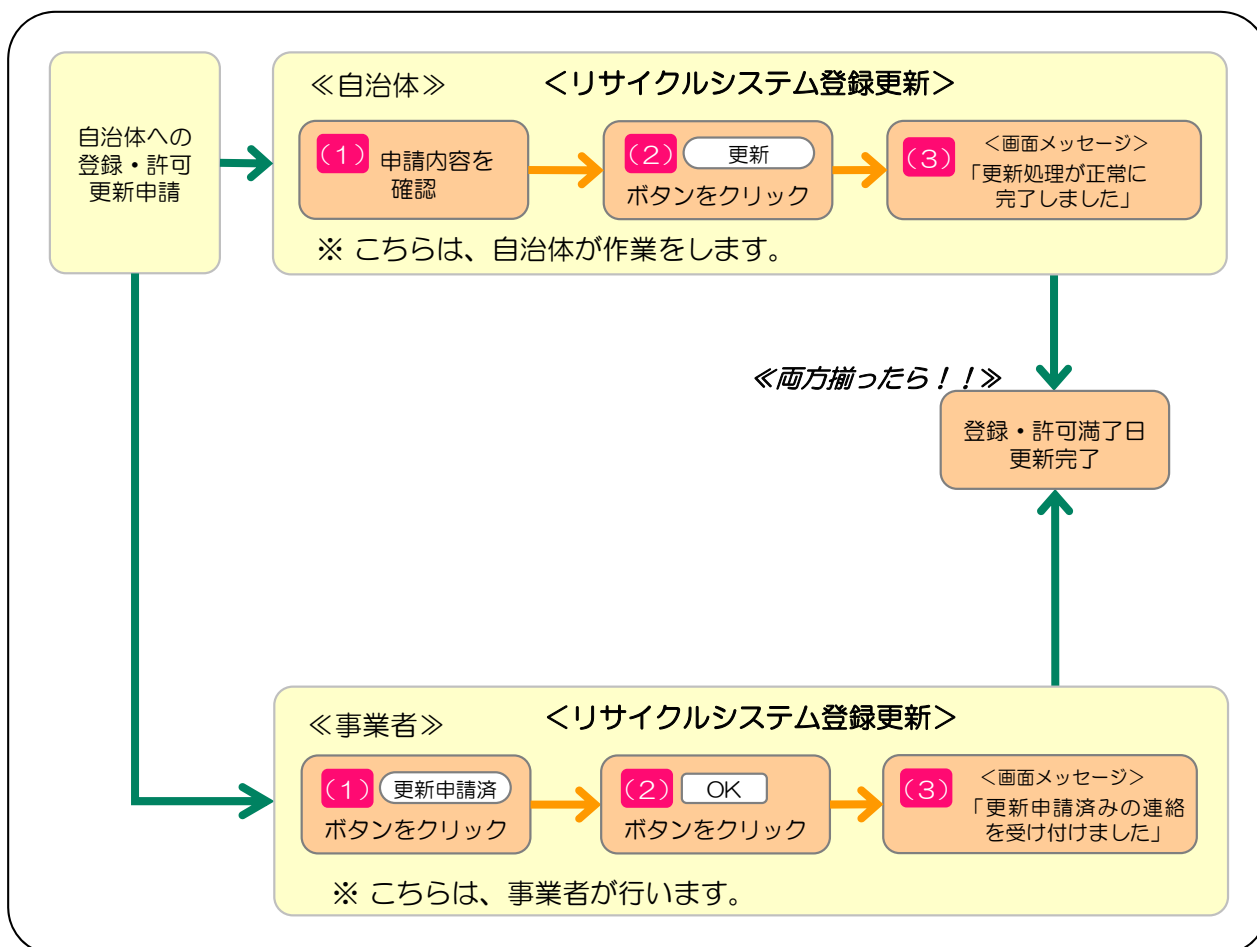 自治体への
登録・許可
更新申請
≪自治体≫
＜リサイクルシステム登録更新＞
（１） 申請内容を
確認
（２） 更新
ボタンをクリック
（３） ＜画面メッセージ＞
「更新処理が正常に
完了しました」
※ こちらは、自治体が作業をします。
≪両方揃ったら！！≫
登録・許可満了日
更新完了
≪事業者≫
＜リサイクルシステム登録更新＞
（１） 更新申請済
ボタンをクリック
（２） OK
ボタンをクリック
（３） ＜画面メッセージ＞
「更新申請済みの連絡
を受け付けました」
※ こちらは、事業者が行います。